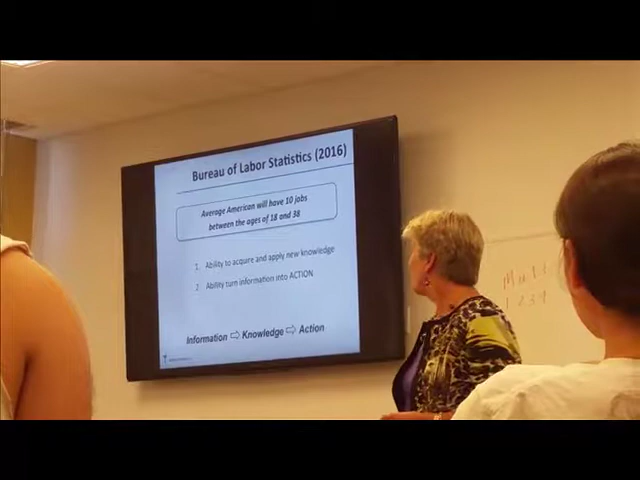 Bureau of Labor Statistics (2016)
Average American will have 10 jobs
between the ages of 18 and 38
1. Ability to acquire and apply new knowledge
2. Ability turn information into ACTION
Information ⇨ Knowledge ⇨ Action
1234